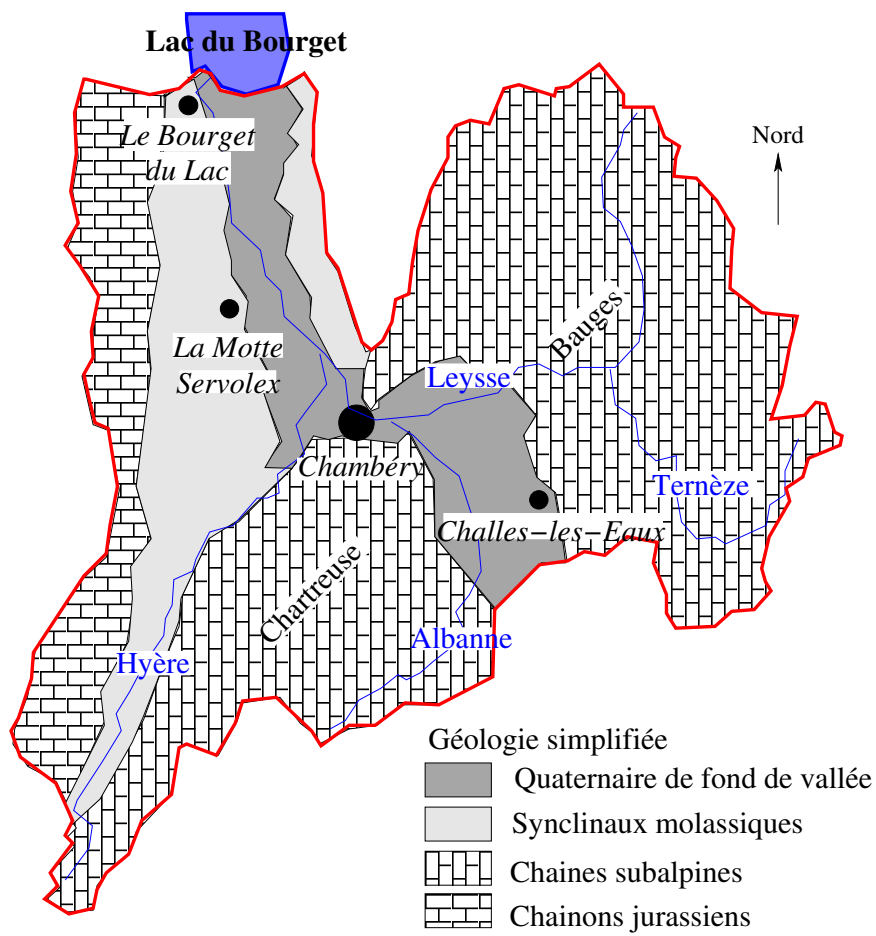 Lac du Bourget
Le Bourget
du Lac
Nord
Bauges
La Motte
Servolex
Leysse
Chambéry
Ternèze
Challes−les−Eaux
Chartreuse
Albanne
Hyère
Géologie simplifiée
Quaternaire de fond de vallée
Synclinaux molassiques
Chaines subalpines
Chainons jurassiens